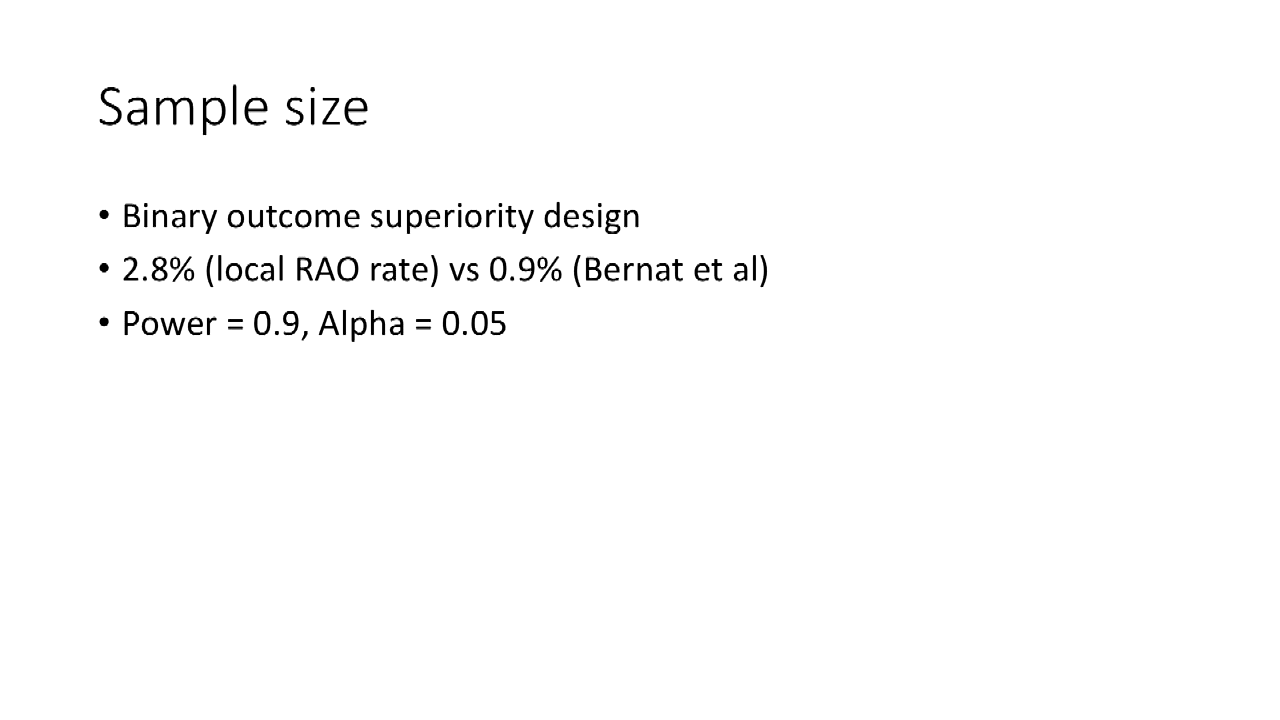 Sample size
• Binary outcome superiority design
• 2.8% (local RAO rate) vs 0.9% (Bernat et al)
• Power = 0.9, Alpha = 0.05